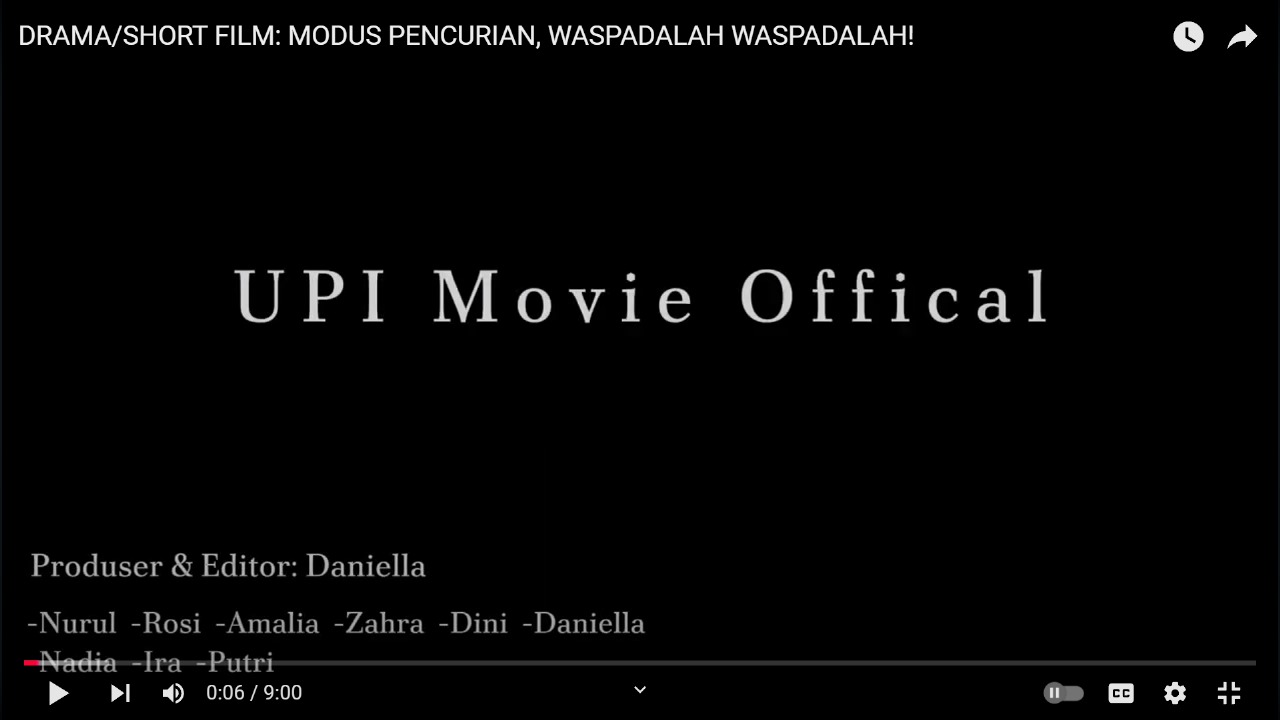 DRAMA/SHORT FILM: MODUS PENCURIAN, WASPADALAH WASPADALAH!
UPI Movie Offical
Produser & Editor: Daniella
-Nurul -Rosi -Amalia -Zahra -Dini -Daniella
-Nadia -Ira -Putri
0:06 / 9:00
CC